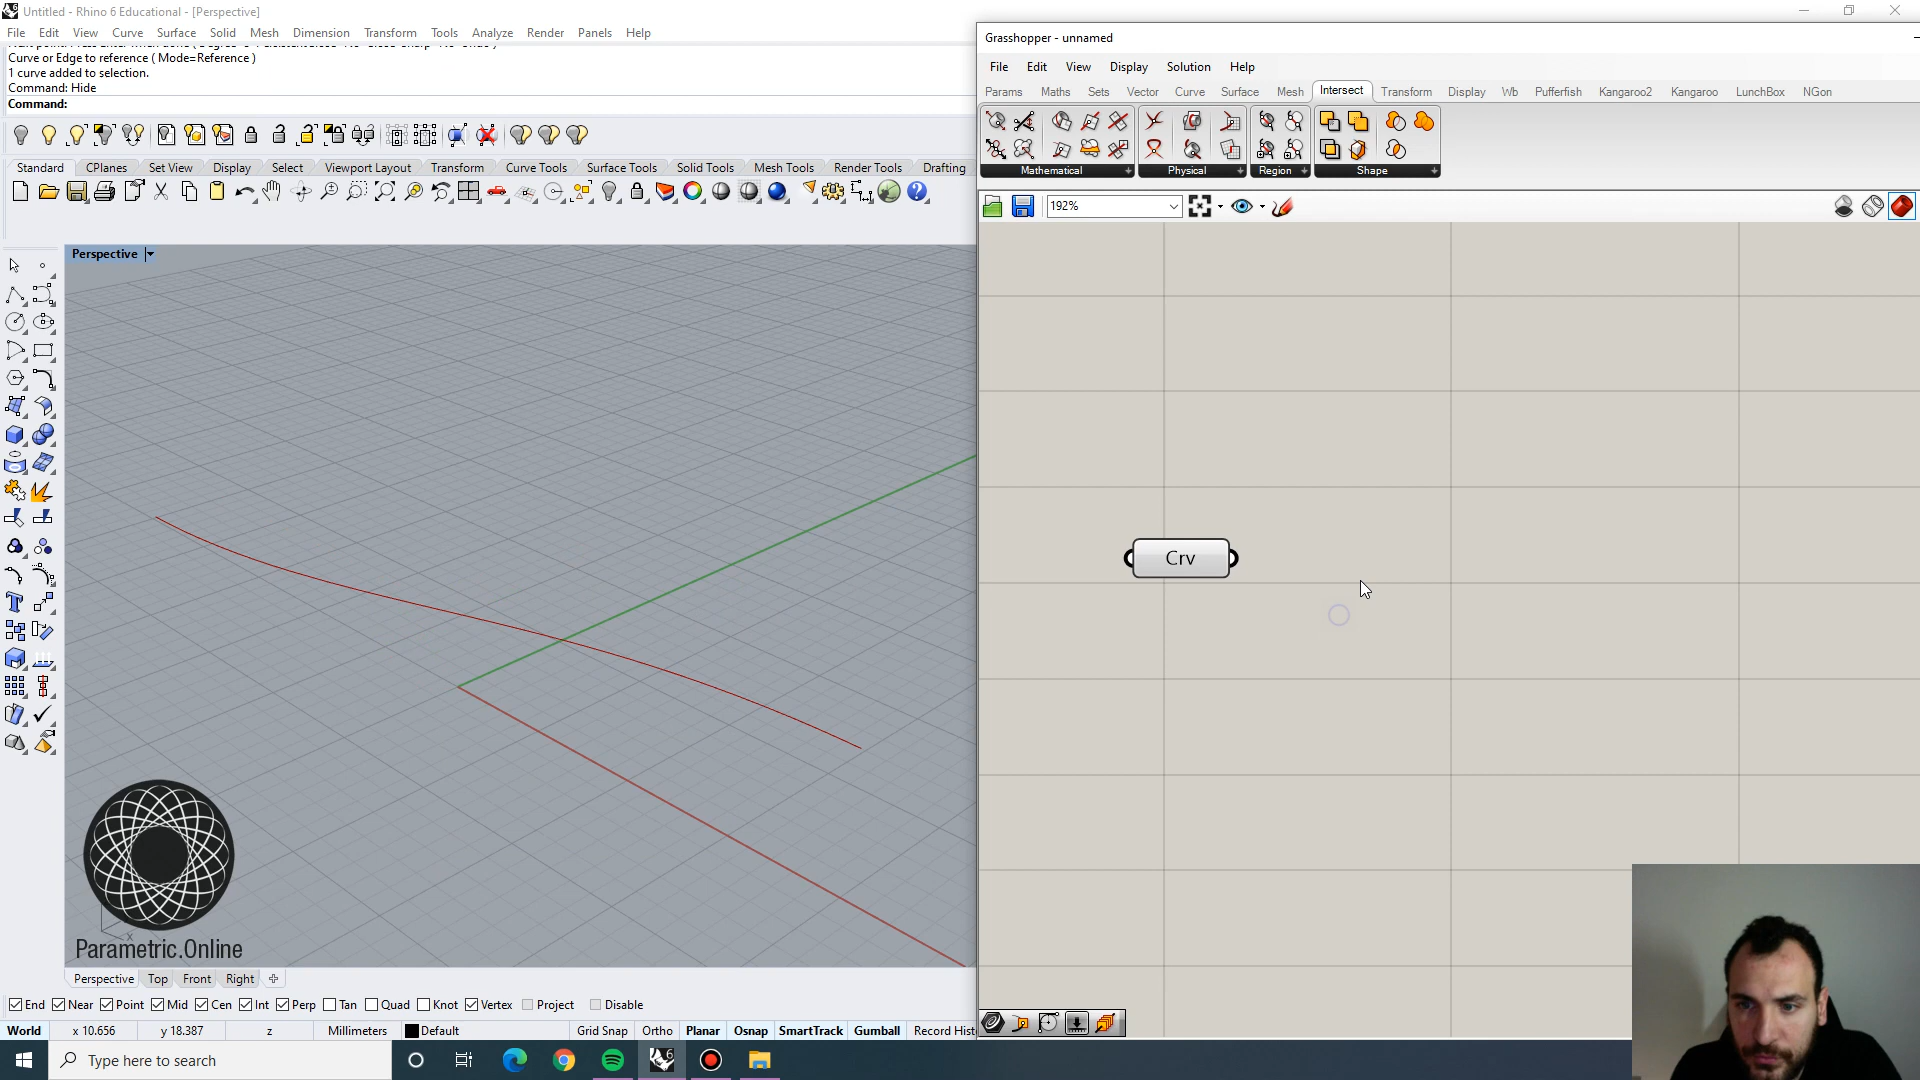 Untitled - Rhino 6 Educational - [Perspective]
File Edit View Curve Surface Solid Mesh Dimension Transform Tools Analyze Render Panels Help
Curve or Edge to reference ( Mode=Reference )
1 curve added to selection.
Command: Hide
Command:
Standard CPlanes Set View Display Select Viewport Layout Transform Curve Tools Surface Tools Solid Tools Mesh Tools Render Tools Drafting
Perspective
Parametric.Online
Perspective Top Front Right
End Near Point Mid Cen Int Perp Tan Quad Knot Vertex Project Disable
World x 10.656 y 18.387 z Millimeters Default Grid Snap Ortho Planar Osnap SmartTrack Gumball Record Histo
Type here to search
Grasshopper - unnamed
File Edit View Display Solution Help
Params Maths Sets Vector Curve Surface Mesh Intersect Transform Display Wb Pufferfish Kangaroo2 Kangaroo LunchBox NGon
Mathematical Physical Region Shape
192%
Crv